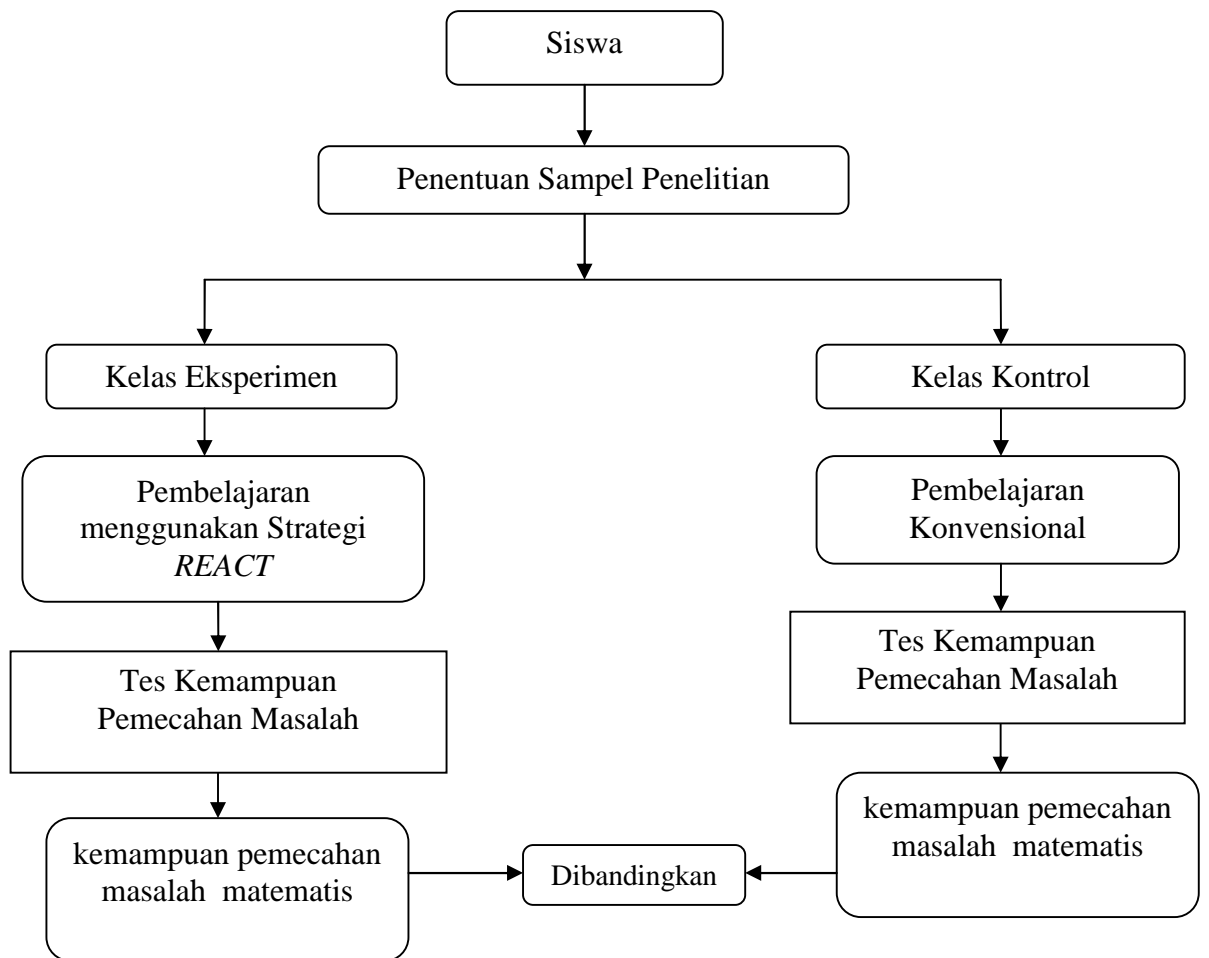 Siswa
Penentuan Sampel Penelitian
Kelas Eksperimen
Kelas Kontrol
Pembelajaran
menggunakan Strategi
REACT
Pembelajaran
Konvensional
Tes Kemampuan
Pemecahan Masalah
Tes Kemampuan
Pemecahan Masalah
kemampuan pemecahan
masalah matematis
Dibandingkan
kemampuan pemecahan
masalah matematis